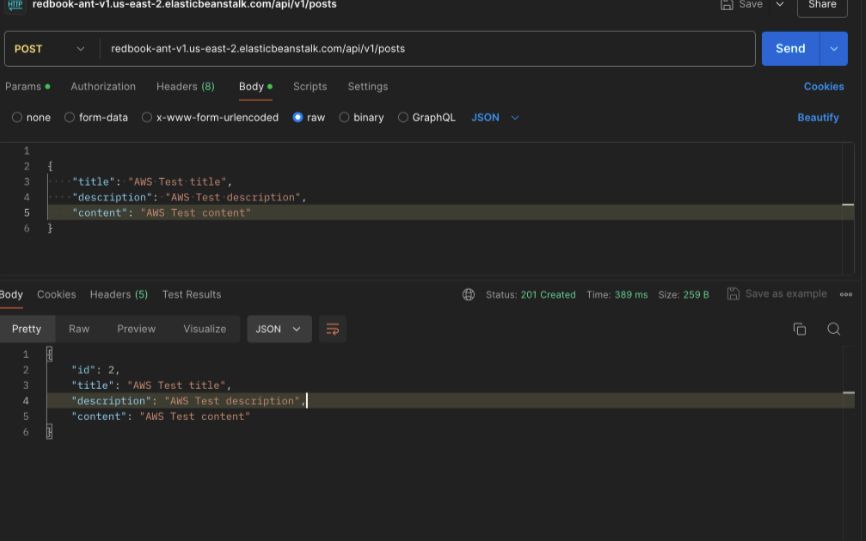 HTTP redbook-ant-v1.us-east-2.elasticbeanstalk.com/api/v1/posts Save Share
POST redbook-ant-v1.us-east-2.elasticbeanstalk.com/api/v1/posts Send
Params Authorization Headers (8) Body Scripts Settings Cookies
none form-data x-www-form-urlencoded raw binary GraphQL JSON Beautify
1
2 {
3 "title": "AWS Test title",
4 "description": "AWS Test description",
5 "content": "AWS Test content"
6 }
Body Cookies Headers (5) Test Results Status: 201 Created Time: 389 ms Size: 259 B Save as example
Pretty Raw Preview Visualize JSON
1 {
2 "id": 2,
3 "title": "AWS Test title",
4 "description": "AWS Test description",
5 "content": "AWS Test content"
6 }